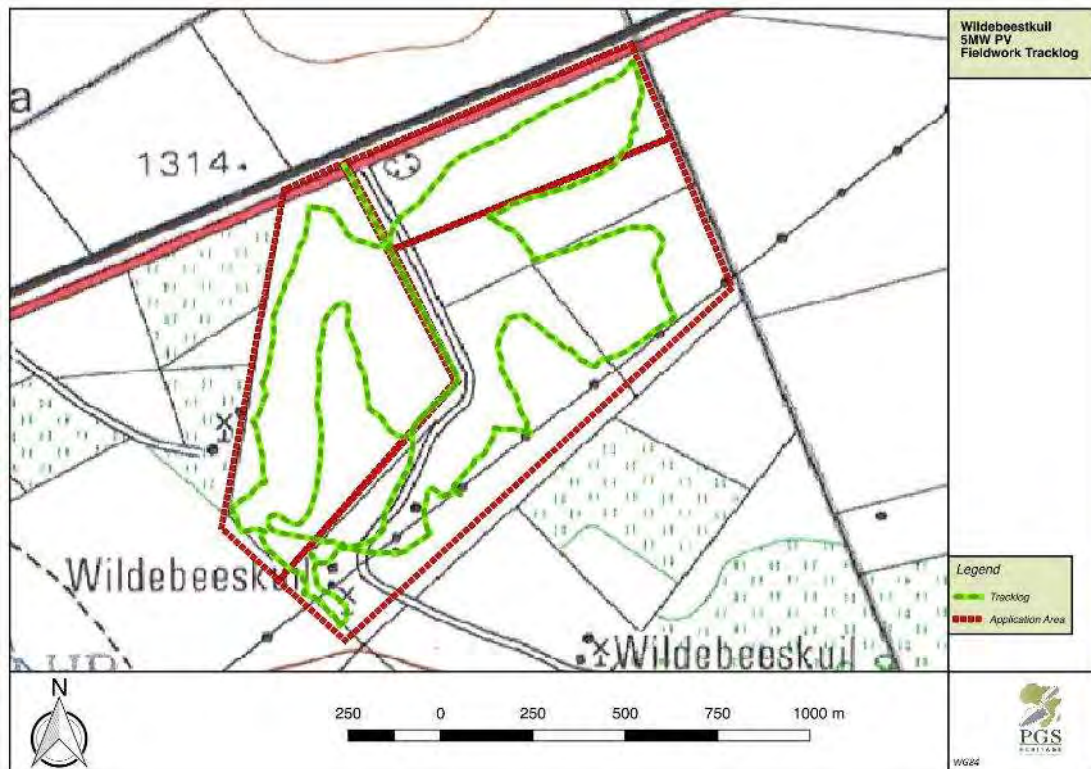 Wildebeestkuil
5MW PV
Fieldwork Tracklog
a
1314
Wildebeeskuil
Wildebeeskuil
Legend
Tracklog
Application Area
N
250 0 250 500 750 1000 m
PGS
HERITAGE
WG84